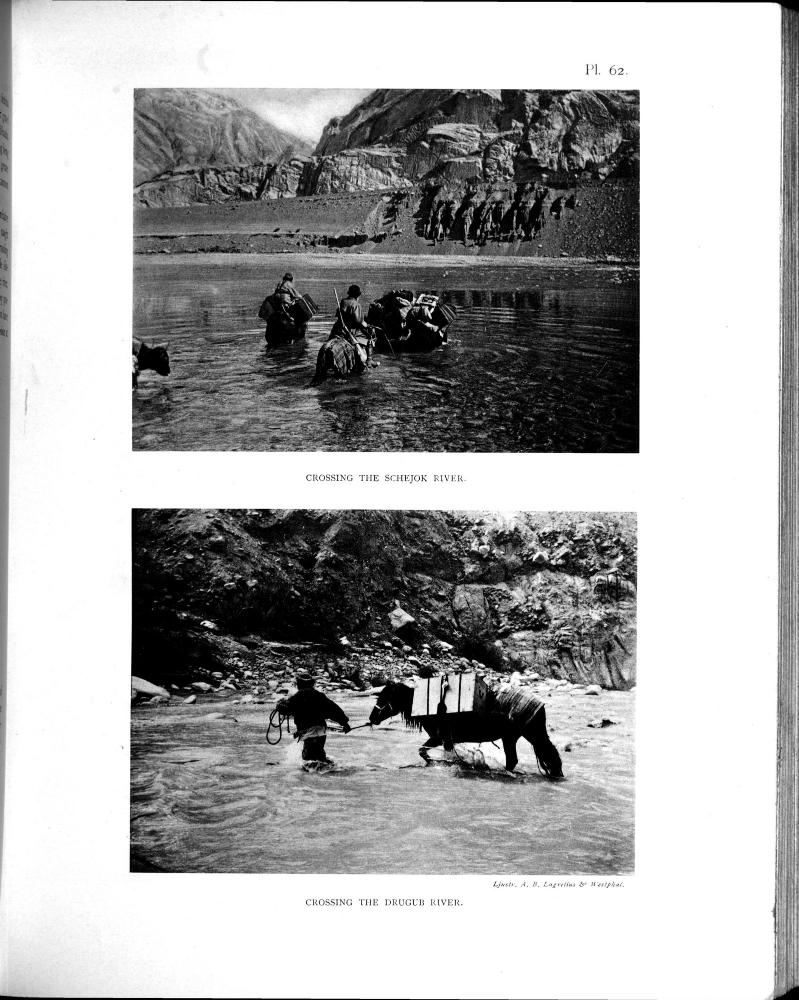 Pl. 62.
CROSSING THE SCHEJOK RIVER.
Ljustr. A. B. Lagrelius & Westphal.
CROSSING THE DRUGUB RIVER.